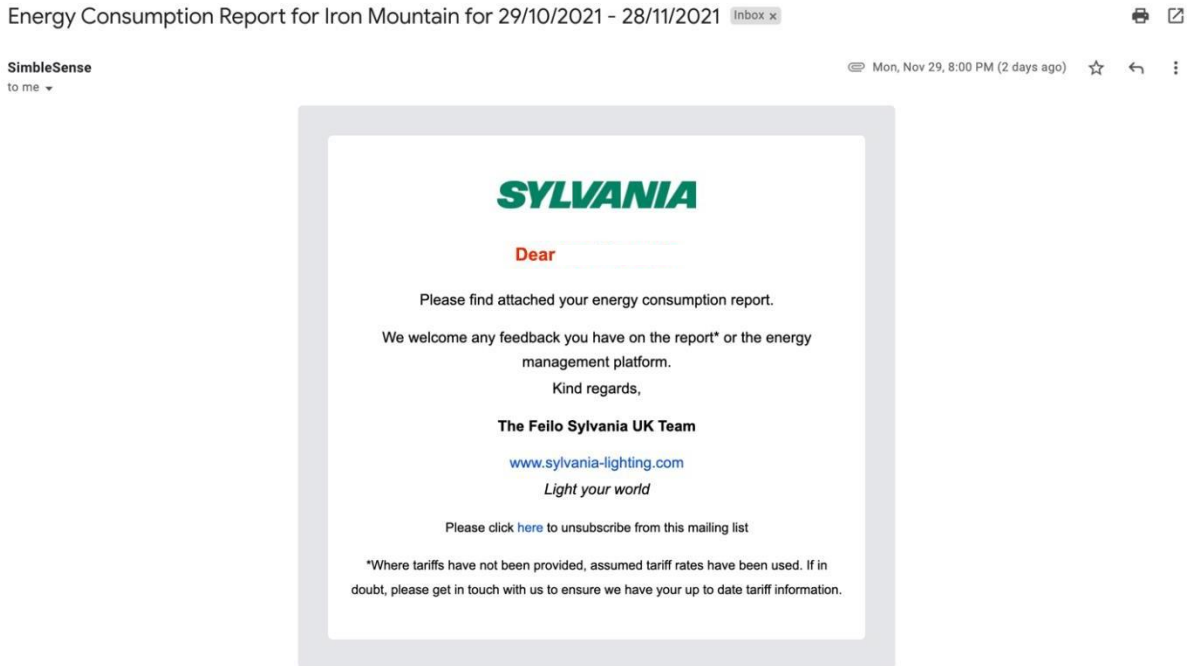 Energy Consumption Report for Iron Mountain for 29/10/2021 - 28/11/2021 Inbox x
SimbleSense
Mon, Nov 29, 8:00 PM (2 days ago)
to me
SYLVANIA
Dear
Please find attached your energy consumption report.
We welcome any feedback you have on the report* or the energy
management platform.
Kind regards,
The Feilo Sylvania UK Team
www.sylvania-lighting.com
Light your world
Please click here to unsubscribe from this mailing list
*Where tariffs have not been provided, assumed tariff rates have been used. If in
doubt, please get in touch with us to ensure we have your up to date tariff information.